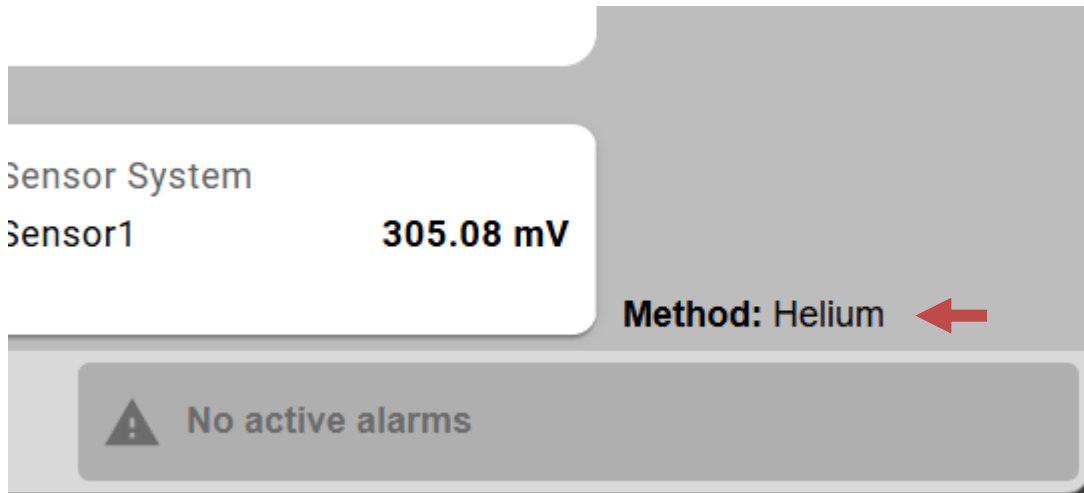 Sensor System
Sensor1 305.08 mV
Method: Helium
No active alarms